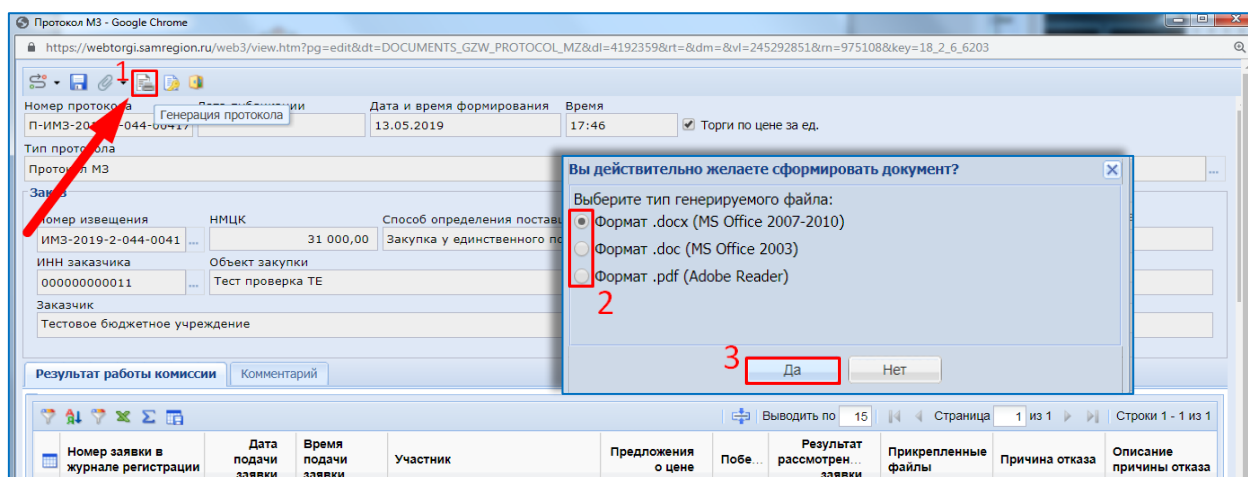 Протокол МЗ - Google Chrome
https://webtorgi.samregion.ru/web3/view.htm?pg=edit&dt=DOCUMENTS_GZW_PROTOCOL_MZ&dl=4192359&rt=&dm=&vl=245292851&rn=975108&key=18_2_6_6203
1
Номер протокола Дата публикации Дата и время формирования Время
Генерация протокола
13.05.2019 17:46 Торги по цене за ед.
Тип протокола
Протокол МЗ
Заказ
Номер извещения НМЦК Способ определения постав
ИМЗ-2019-2-044-0041 ... 31 000,00 Закупка у единственного по
ИНН заказчика Объект закупки
000000000011 ... Тест проверка ТЕ
Заказчик
Тестовое бюджетное учреждение
Вы действительно желаете сформировать документ?
Выберите тип генерируемого файла:
Формат .docx (MS Office 2007-2010)
Формат .doc (MS Office 2003)
Формат .pdf (Adobe Reader)
2
3
Да Нет
Результат работы комиссии Комментарий
Выводить по 15 Страница 1 из 1 Строки 1 - 1 из 1
Номер заявки в журнале регистрации
Дата подачи заявки
Время подачи заявки
Участник
Предложения о цене
Побе...
Результат рассмотрен... заявки
Прикрепленные файлы
Причина отказа
Описание причины отказа